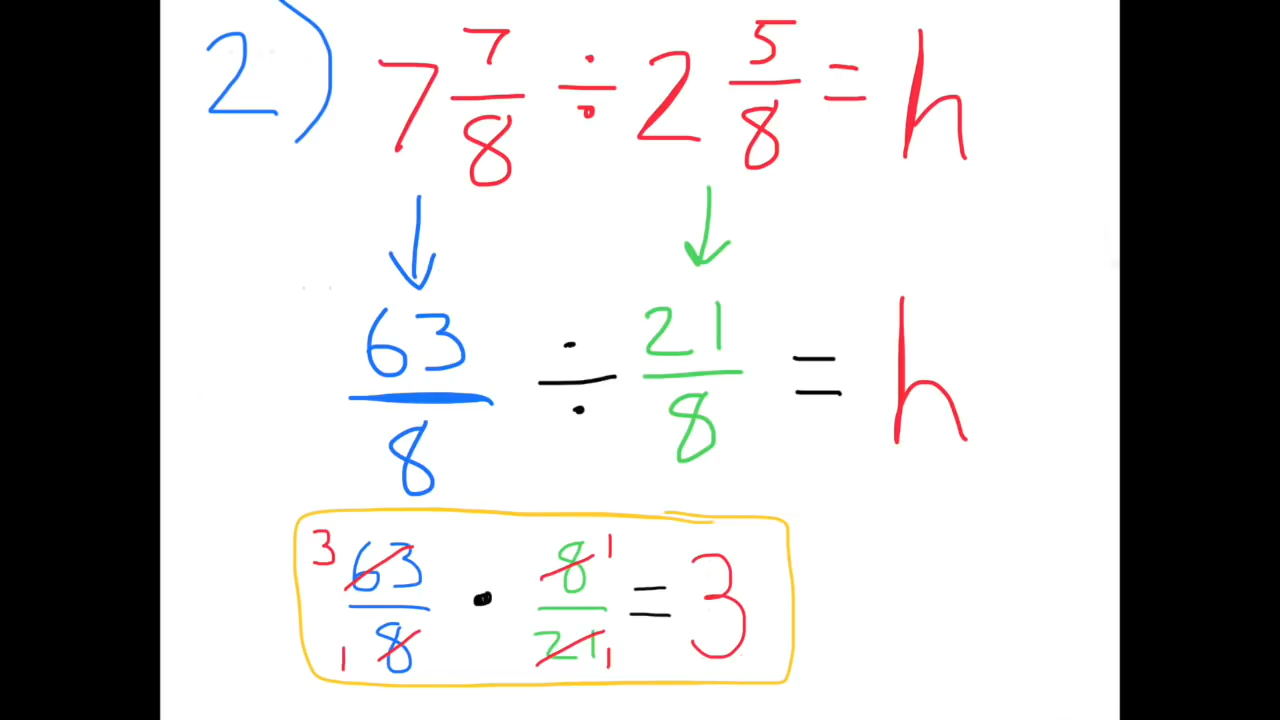 2) 7 7/8 ÷ 2 5/8 = h
63/8 ÷ 21/8 = h
3 63/8 1 · 8/21 1 1 = 3